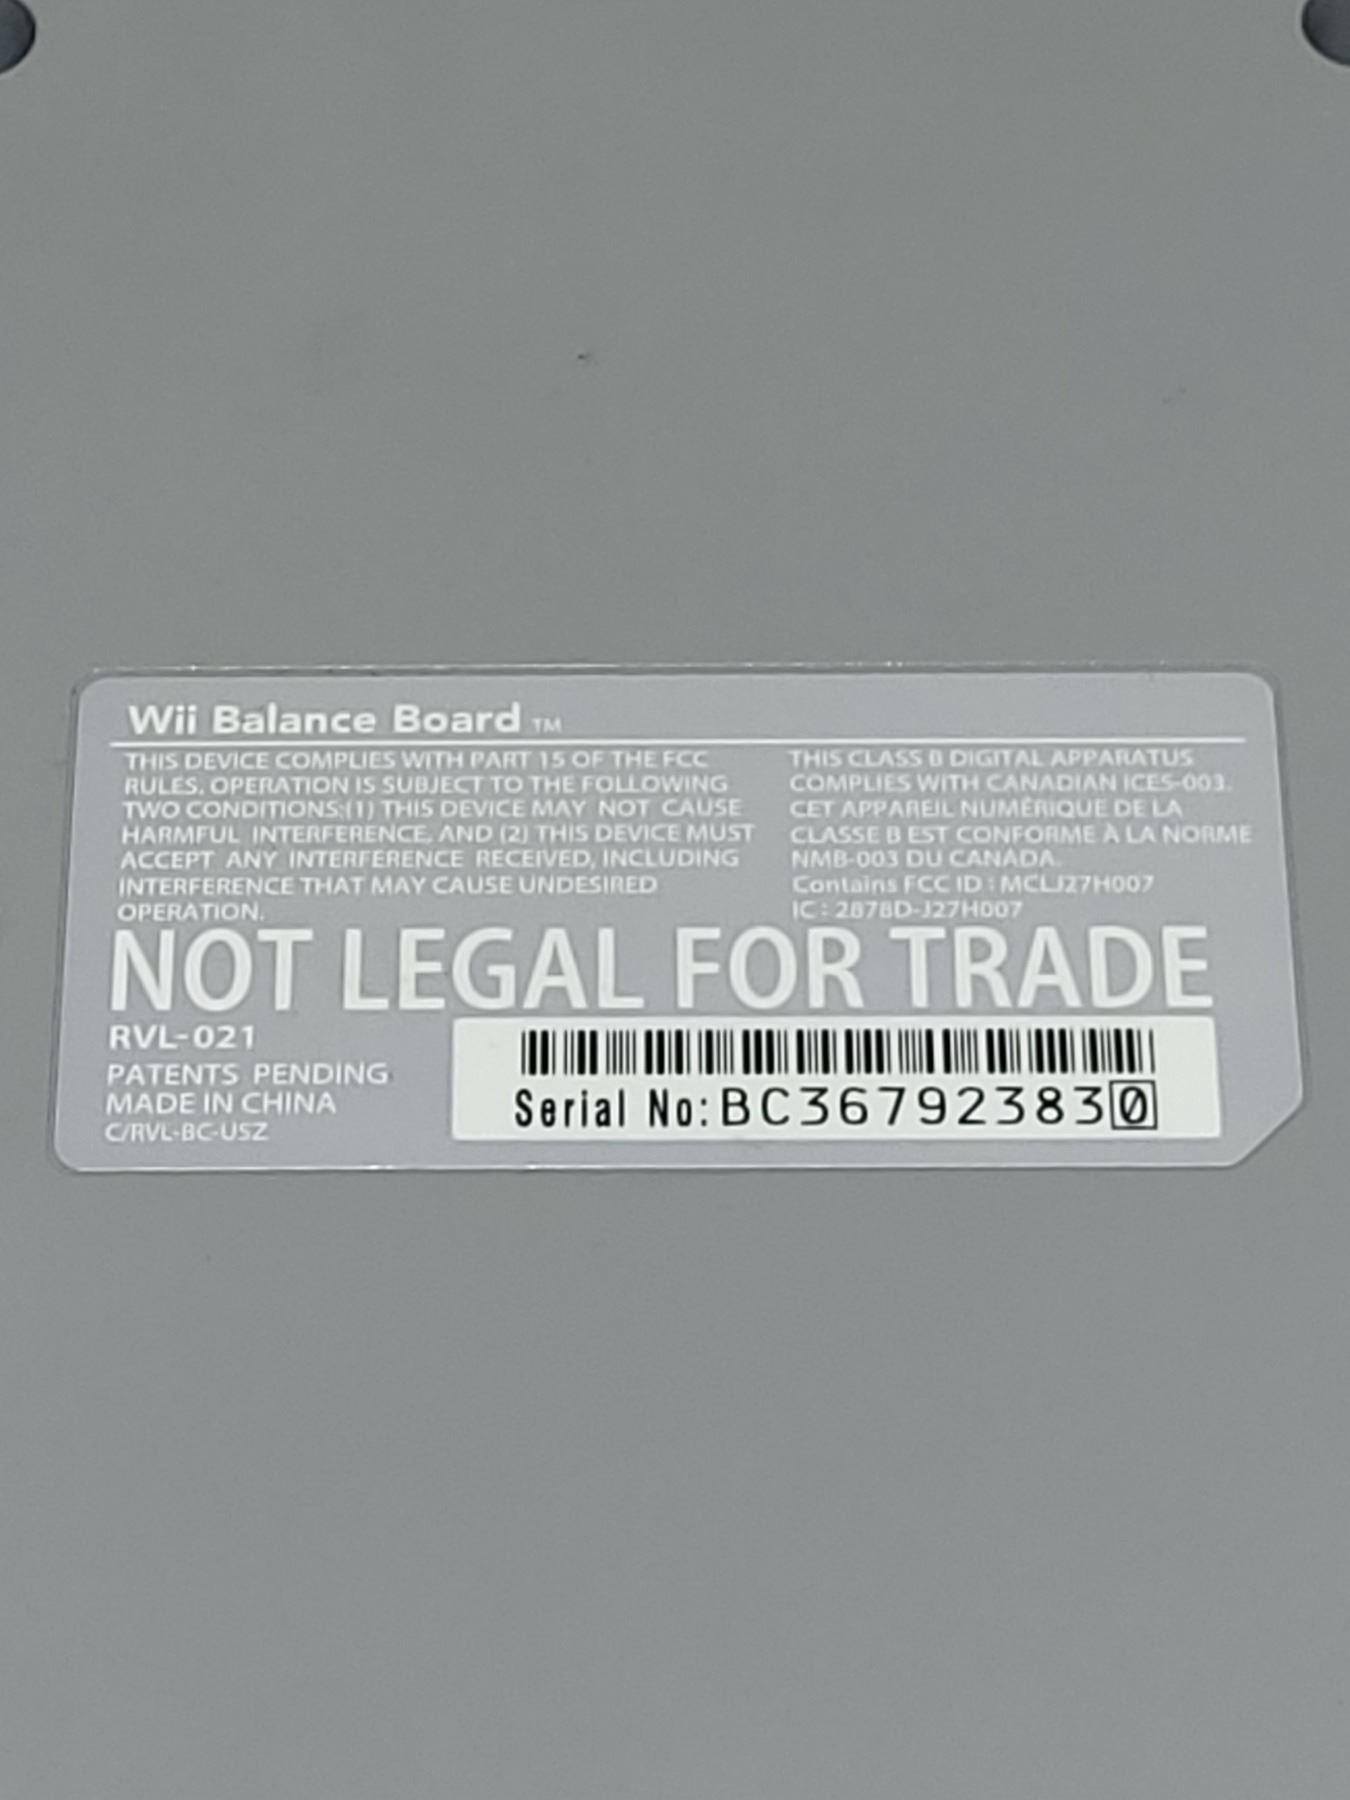 Wii Balance Board TM
THIS DEVICE COMPLIES WITH PART 15 OF THE FCC
RULES. OPERATION IS SUBJECT TO THE FOLLOWING
TWO CONDITIONS:(1) THIS DEVICE MAY NOT CAUSE
HARMFUL INTERFERENCE, AND (2) THIS DEVICE MUST
ACCEPT ANY INTERFERENCE RECEIVED, INCLUDING
INTERFERENCE THAT MAY CAUSE UNDESIRED
OPERATION.
THIS CLASS B DIGITAL APPARATUS
COMPLIES WITH CANADIAN ICES-003.
CET APPAREIL NUMÉRIQUE DE LA
CLASSE B EST CONFORME À LA NORME
NMB-003 DU CANADA.
Contains FCC ID : MCLJ27H007
IC : 2878D-J27H007
NOT LEGAL FOR TRADE
RVL-021
PATENTS PENDING
MADE IN CHINA
C/RVL-BC-USZ
Serial No:BC367923830